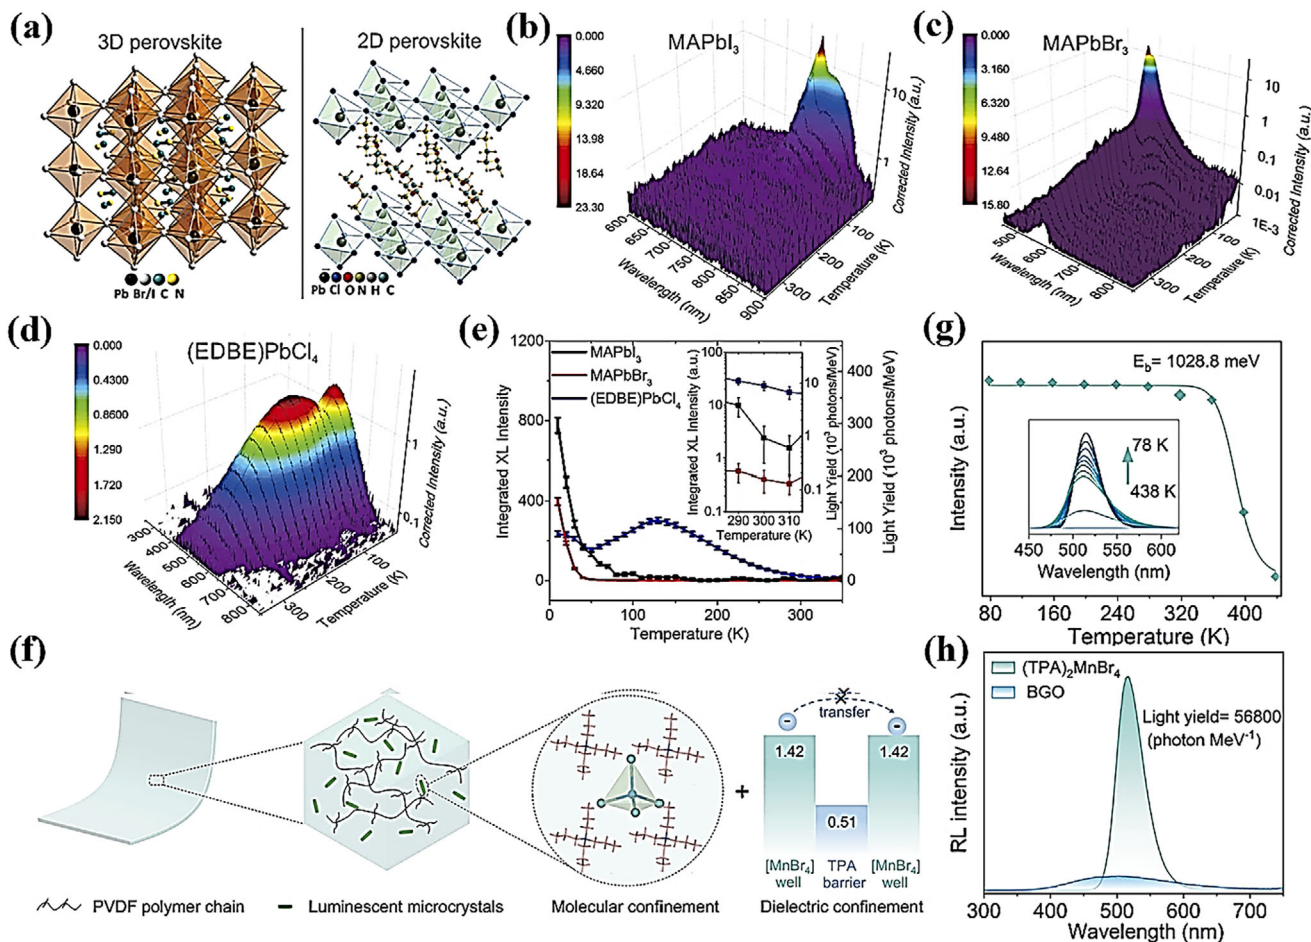 (a)
3D perovskite
2D perovskite
Pb Br/I C N
Pb Cl O N H C
(b)
MAPbI3
0.000
4.660
9.320
13.98
18.64
23.30
10
1
Corrected Intensity (a.u.)
600
650
700
750
800
850
900
Wavelength (nm)
100
200
300
Temperature (K)
(c)
MAPbBr3
0.000
3.160
6.320
9.480
12.64
15.80
10
1
0.1
0.01
1E-3
Corrected Intensity (a.u.)
500
600
700
800
Wavelength (nm)
100
200
300
Temperature (K)
(d)
(EDBE)PbCl4
0.000
0.4300
0.8600
1.290
1.720
2.150
1
0.1
Corrected Intensity (a.u.)
300
400
500
600
700
800
Wavelength (nm)
100
200
300
Temperature (K)
(e)
1200
800
400
0
Integrated XL Intensity
MAPbI3
MAPbBr3
(EDBE)PbCl4
0 100 200 300
Temperature (K)
400
300
200
100
0
Light Yield (10³ photons/MeV)
100
10
1
0.1
Integrated XL Intensity (a.u.)
10
1
0.1
Light Yield (10³ photons/MeV)
290 300 310
Temperature (K)
(g)
Eb= 1028.8 meV
Intensity (a.u.)
78 K
438 K
450 500 550 600
Wavelength (nm)
80 160 240 320 400
Temperature (K)
(f)
transfer
1.42
1.42
0.51
[MnBr4] well
TPA barrier
[MnBr4] well
PVDF polymer chain
Luminescent microcrystals
Molecular confinement
+
Dielectric confinement
(h)
(TPA)2MnBr4
BGO
Light yield= 56800
(photon MeV⁻¹)
RL intensity (a.u.)
300 400 500 600 700
Wavelength (nm)